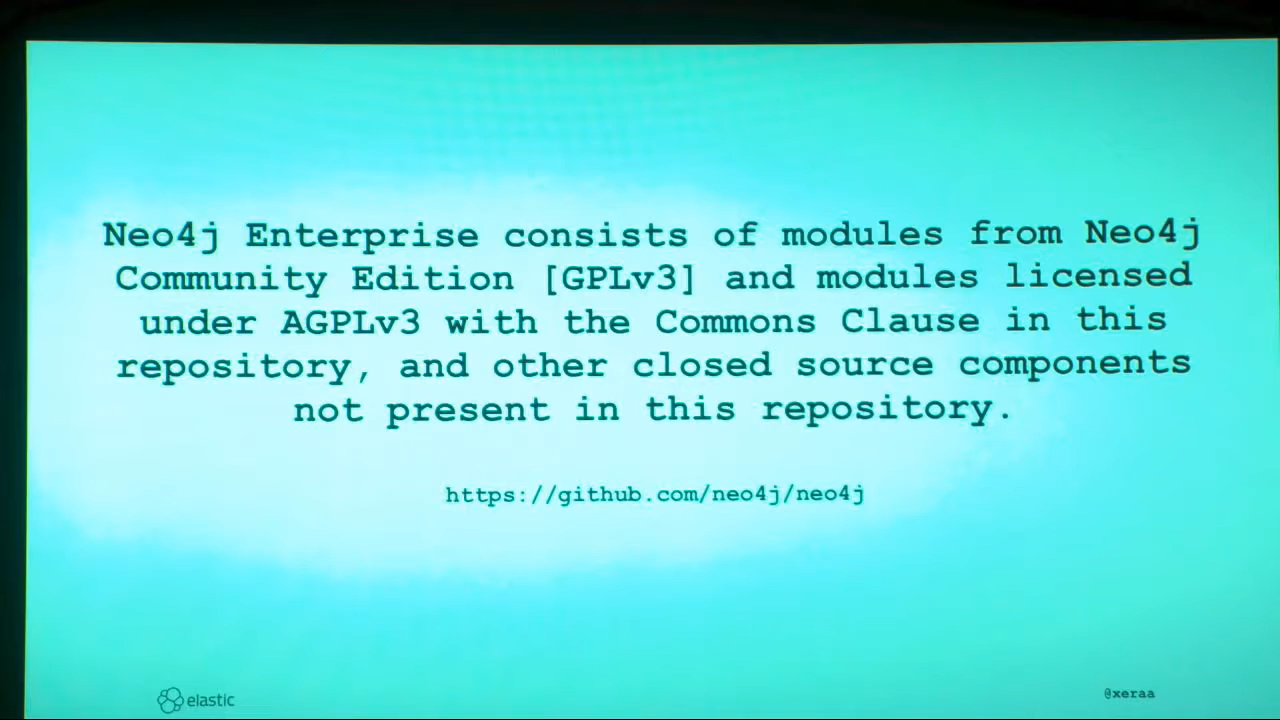 Neo4j Enterprise consists of modules from Neo4j
Community Edition [GPLv3] and modules licensed
under AGPLv3 with the Commons Clause in this
repository, and other closed source components
not present in this repository.
https://github.com/neo4j/neo4j
elastic
@xeraa